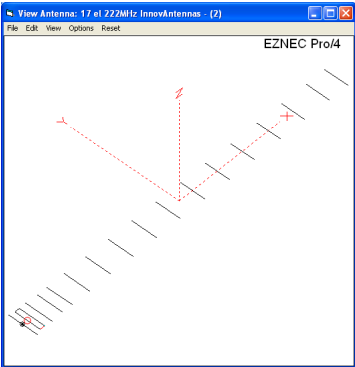 View Antenna: 17 el 222MHz InnovAntennas - (2)
File Edit View Options Reset
EZNEC Pro/4
Z
Y
X